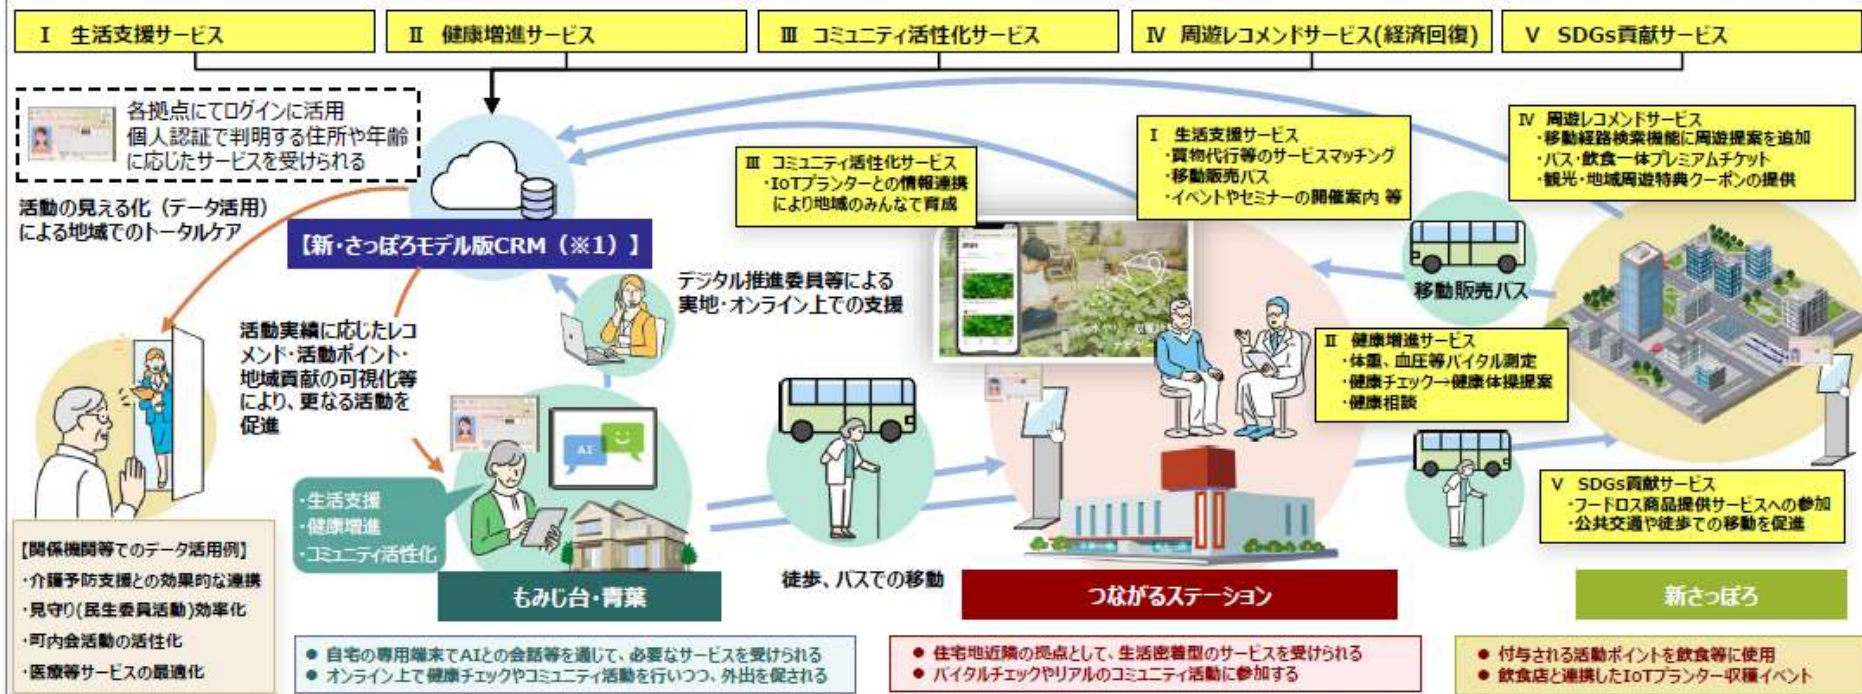 Ⅰ 生活支援サービス
Ⅱ 健康増進サービス
Ⅲ コミュニティ活性化サービス
Ⅳ 周遊レコメンドサービス(経済回復)
Ⅴ SDGs貢献サービス
各拠点にてログインに活用
個人認証で判明する住所や年齢
に応じたサービスを受けられる
活動の見える化（データ活用）
による地域でのトータルケア
【新・さっぽろモデル版CRM（※1）】
Ⅲ コミュニティ活性化サービス
・IoTプランターとの情報連携
により地域のみんなで育成
Ⅰ 生活支援サービス
・買物代行等のサービスマッチング
・移動販売バス
・イベントやセミナーの開催案内 等
Ⅳ 周遊レコメンドサービス
・移動経路検索機能に周遊提案を追加
・バス・飲食一体プレミアムチケット
・観光・地域周遊特典クーポンの提供
デジタル推進委員等による
実地・オンライン上での支援
移動販売バス
活動実績に応じたレコ
メンド・活動ポイント・
地域貢献の可視化等
により、更なる活動を
促進
Ⅱ 健康増進サービス
・体重、血圧等バイタル測定
・健康チェック→健康体操提案
・健康相談
AI
・生活支援
・健康増進
・コミュニティ活性化
Ⅴ SDGs貢献サービス
・フードロス商品提供サービスへの参加
・公共交通や徒歩での移動を促進
【関係機関等でのデータ活用例】
・介護予防支援との効果的な連携
・見守り(民生委員活動)効率化
・町内会活動の活性化
・医療等サービスの最適化
もみじ台・青葉
徒歩、バスでの移動
つながるステーション
新さっぽろ
● 自宅の専用端末でAIとの会話等を通じて、必要なサービスを受けられる
● オンライン上で健康チェックやコミュニティ活動を行いつつ、外出を促される
● 住宅地近隣の拠点として、生活密着型のサービスを受けられる
● バイタルチェックやリアルのコミュニティ活動に参加する
● 付与される活動ポイントを飲食等に使用
● 飲食店と連携したIoTプランター収穫イベント